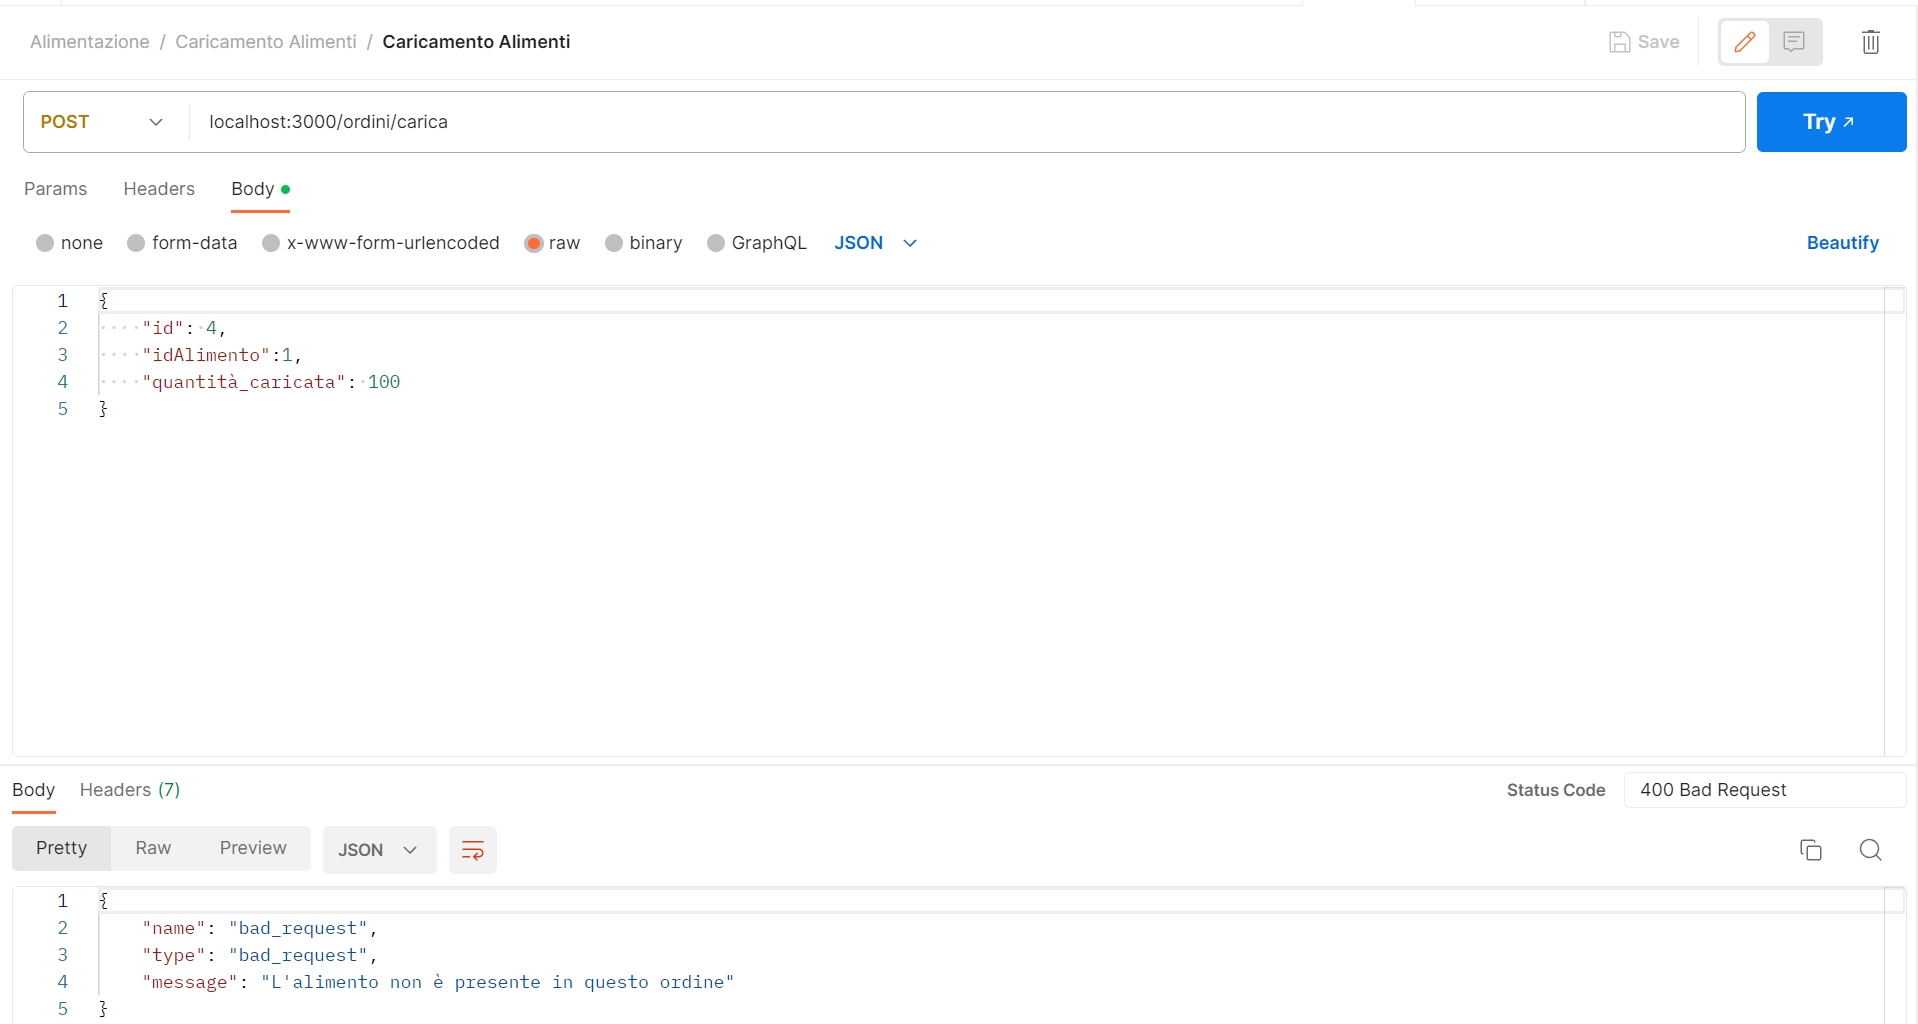 Alimentazione / Caricamento Alimenti / Caricamento Alimenti Save
POST localhost:3000/ordini/carica Try ↗
Params Headers Body
none form-data x-www-form-urlencoded raw binary GraphQL JSON Beautify
1 {
2 ····"id":·4,
3 ····"idAlimento":1,
4 ····"quantità_caricata":·100
5 }
Body Headers (7) Status Code 400 Bad Request
Pretty Raw Preview JSON
1 {
2 "name": "bad_request",
3 "type": "bad_request",
4 "message": "L'alimento non è presente in questo ordine"
5 }